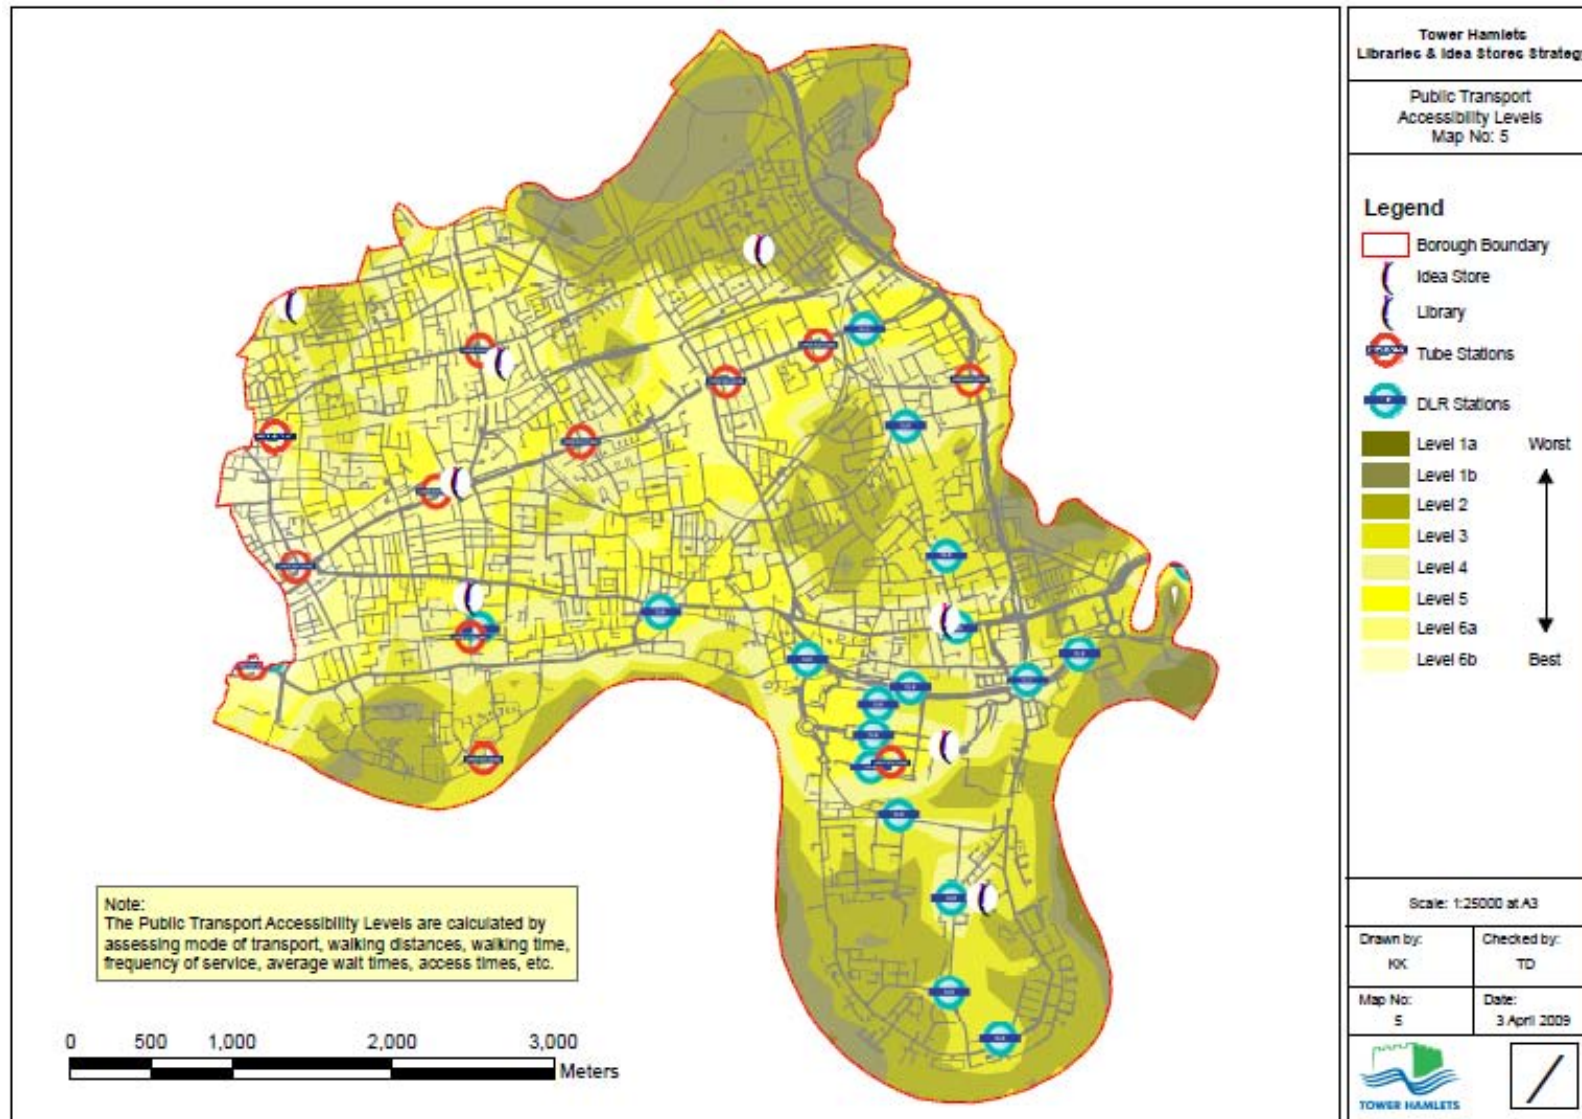 Tower Hamlets
Libraries & Idea Stores Strategy
Public Transport
Accessibility Levels
Map No: 5
Legend
Borough Boundary
Idea Store
Library
Tube Stations
DLR Stations
Level 1a
Worst
Level 1b
Level 2
Level 3
Level 4
Level 5
Level 6a
Level 6b
Best
Note:
The Public Transport Accessibility Levels are calculated by
assessing mode of transport, walking distances, walking time,
frequency of service, average wait times, access times, etc.
0 500 1,000 2,000 3,000
Meters
Scale: 1:25000 at A3
Drawn by:
KK
Checked by:
TD
Map No:
5
Date:
3 April 2009
TOWER HAMLETS